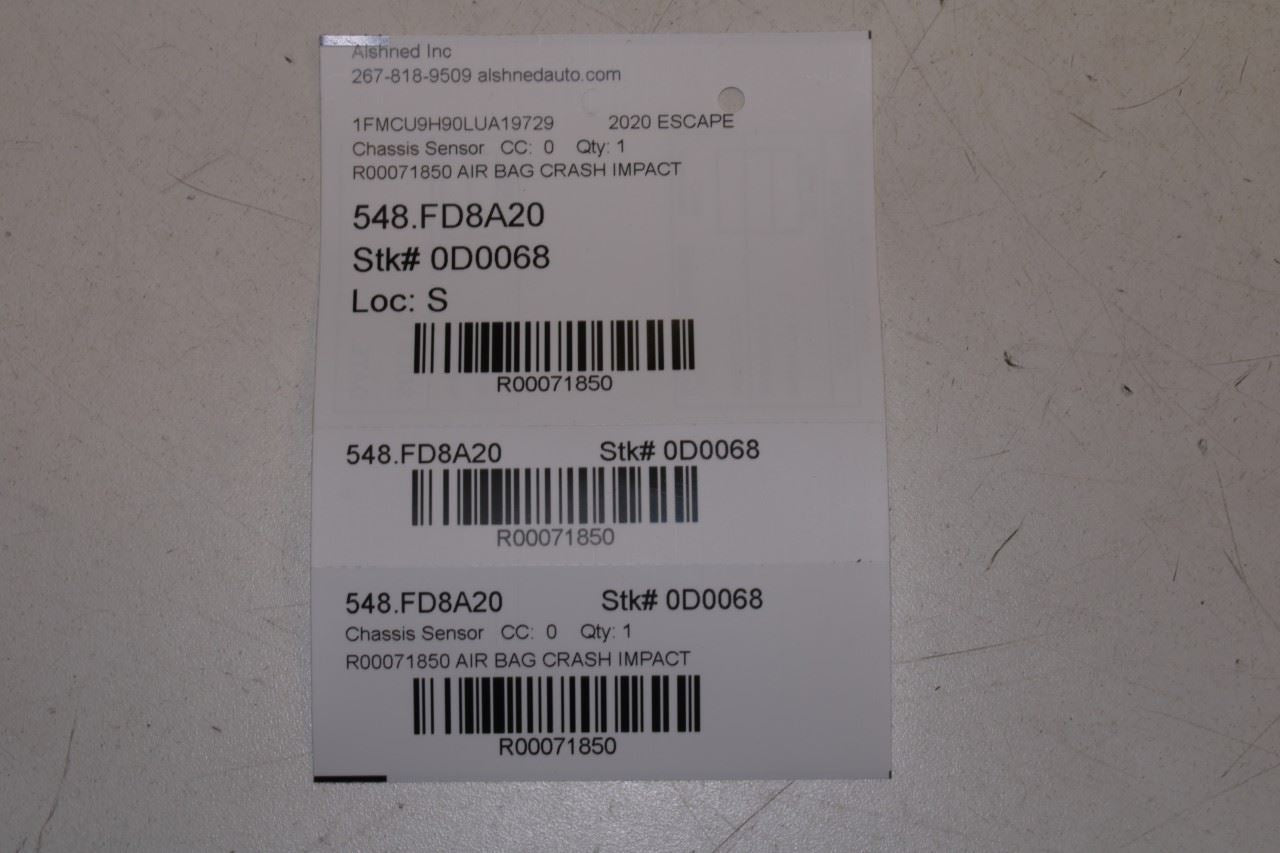 Alshned Inc
267-818-9509 alshnedauto.com
1FMCU9H90LUA19729 2020 ESCAPE
Chassis Sensor CC: 0 Qty: 1
R00071850 AIR BAG CRASH IMPACT
548.FD8A20
Stk# 0D0068
Loc: S
R00071850
548.FD8A20 Stk# 0D0068
R00071850
548.FD8A20 Stk# 0D0068
Chassis Sensor CC: 0 Qty: 1
R00071850 AIR BAG CRASH IMPACT
R00071850